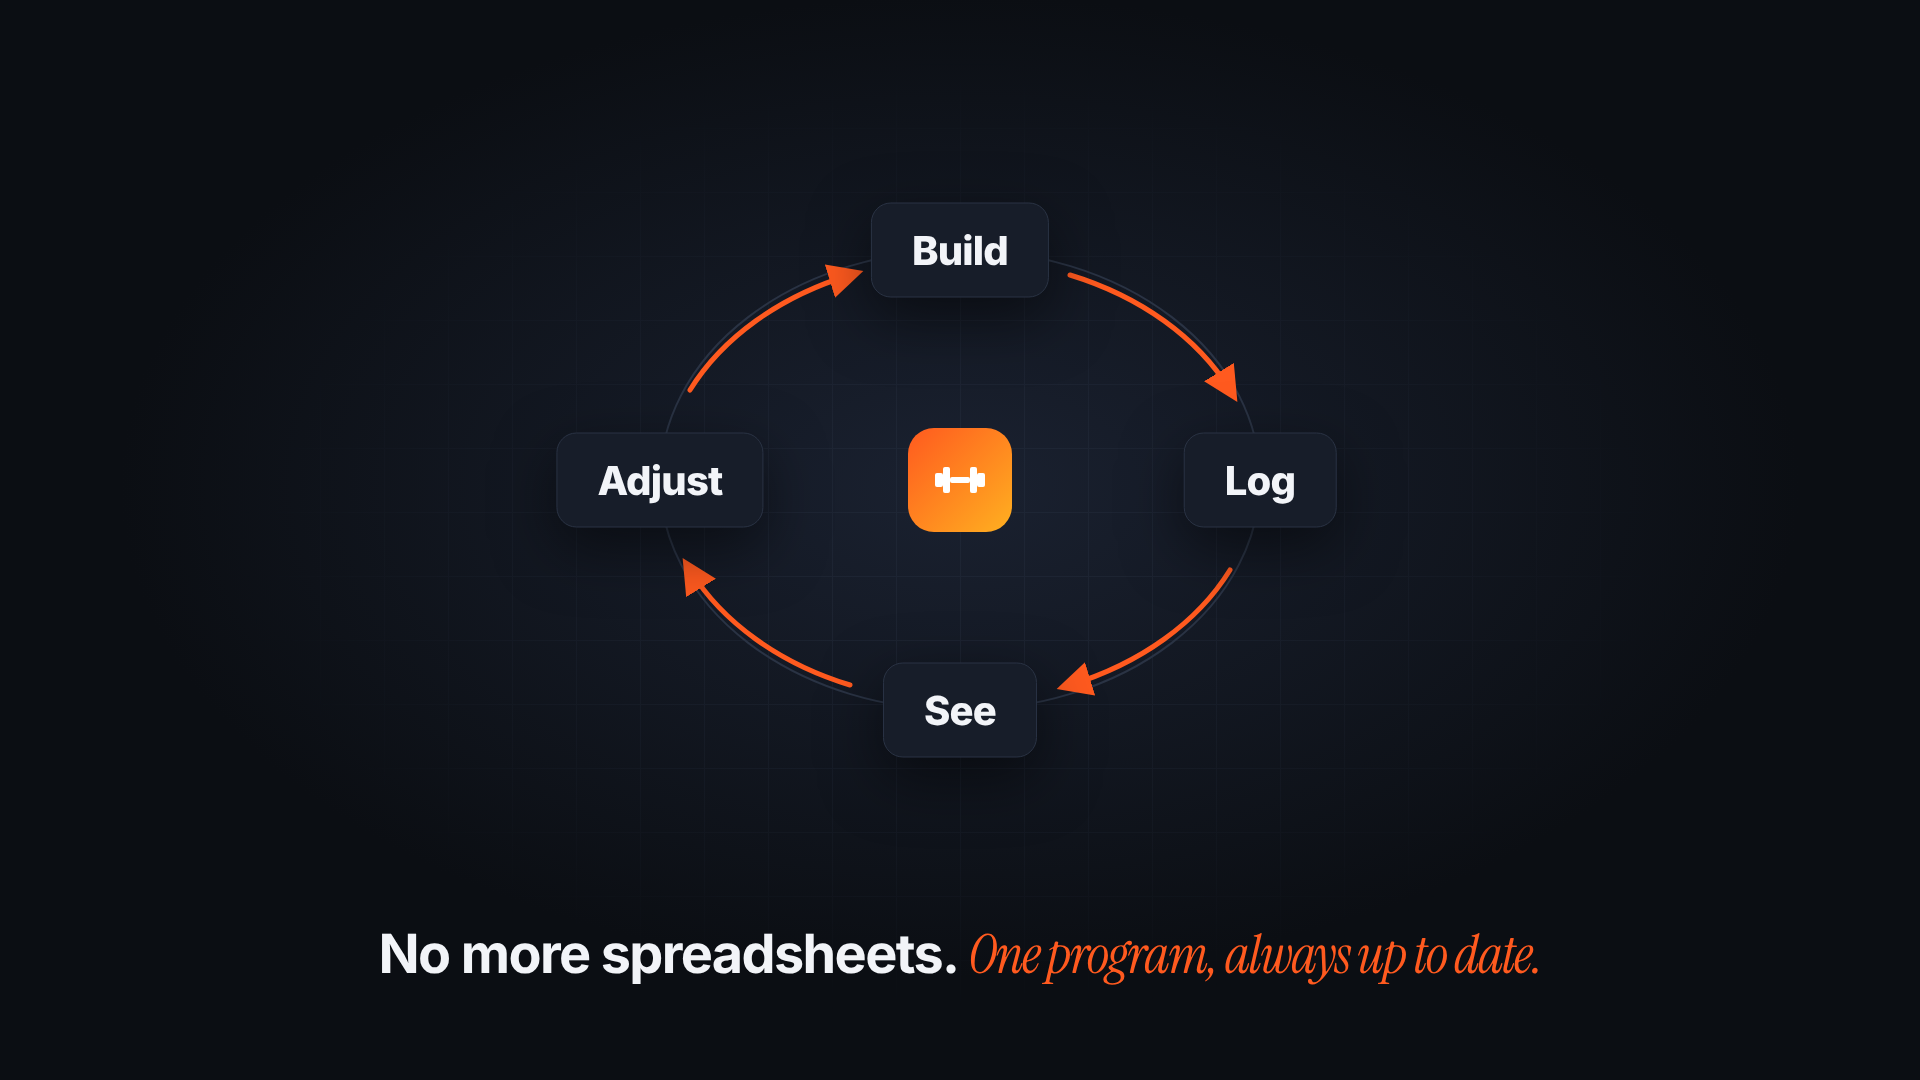 Build
Adjust
Log
See
No more spreadsheets. One program, always up to date.